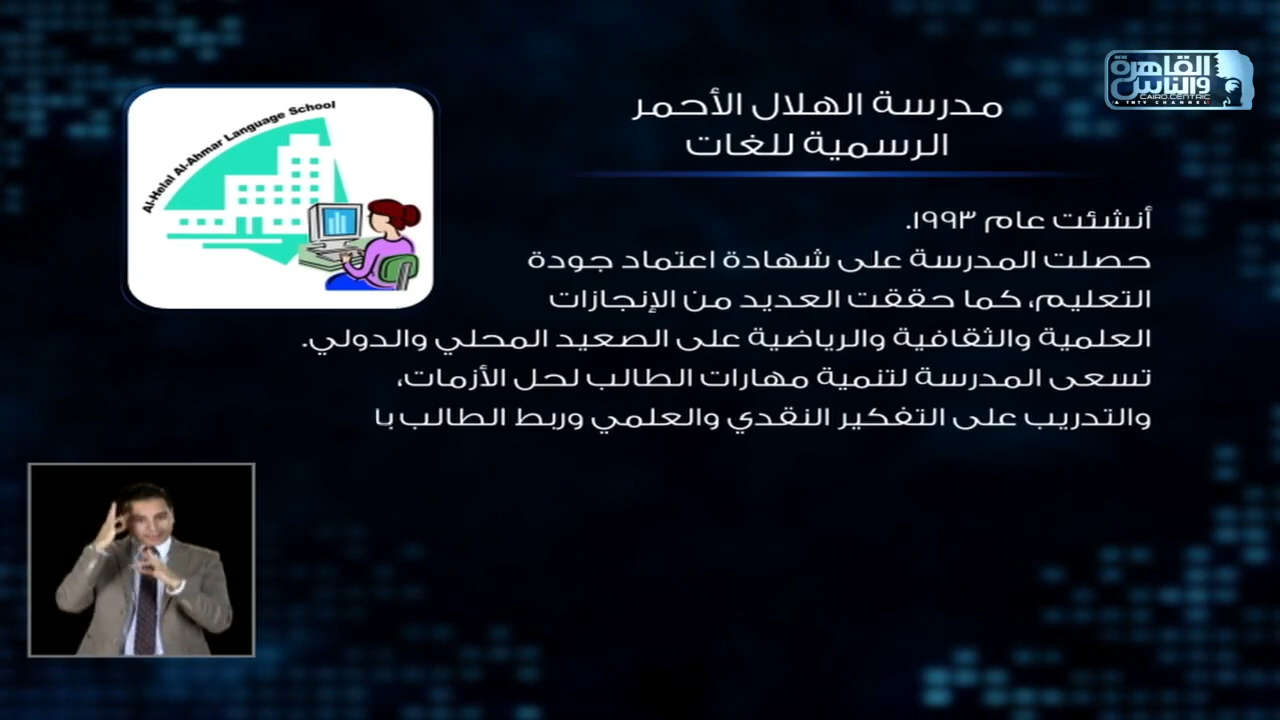 القاهرة
والناس
CAIRO.CENTRIC
A TNTV CHANNEL
Al-Helal Al-Ahmar Language School
مدرسة الهلال الأحمر
الرسمية للغات
أنشئت عام ١٩٩٣.
حصلت المدرسة على شهادة اعتماد جودة
التعليم، كما حققت العديد من الإنجازات
العلمية والثقافية والرياضية على الصعيد المحلي والدولي.
تسعى المدرسة لتنمية مهارات الطالب لحل الأزمات،
والتدريب على التفكير النقدي والعلمي وربط الطالب با